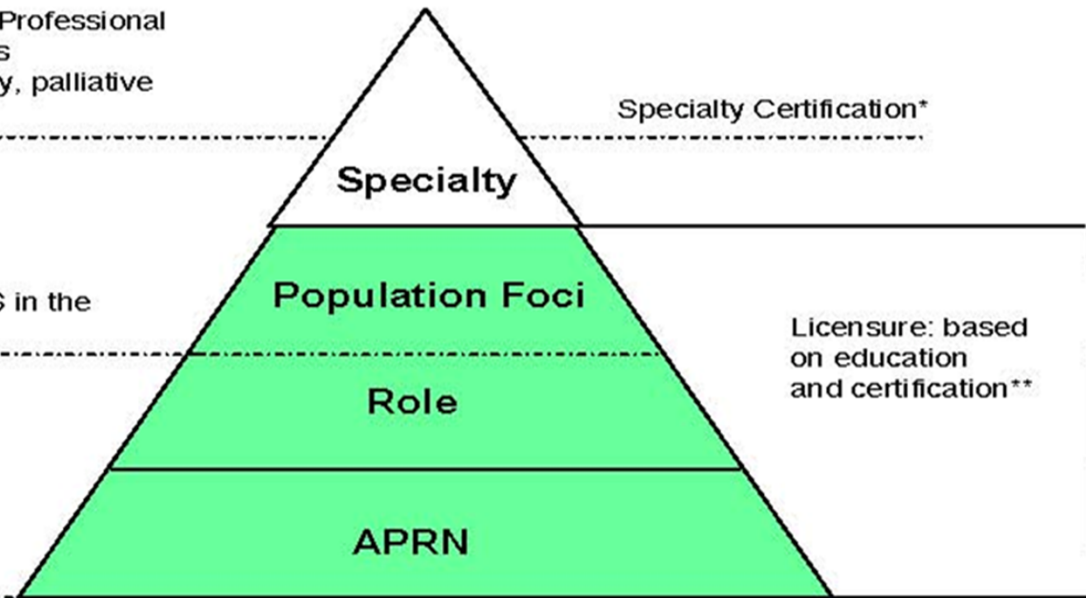 Professional
s
y, palliative
Specialty Certification*
Specialty
Population Foci
in the
Licensure: based
on education
and certification**
Role
APRN